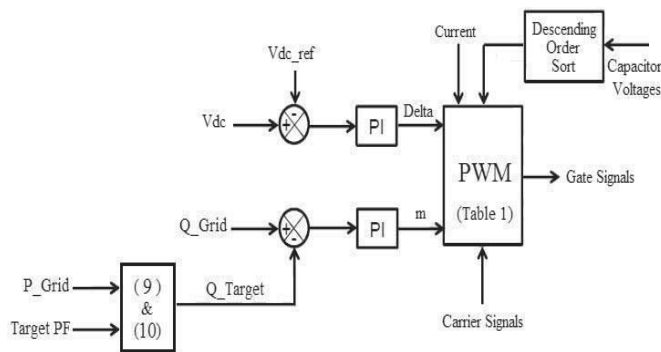 Vdc_ref
Current
Descending
Order
Sort
Capacitor
Voltages
Vdc
+
-
PI
Delta
PWM
(Table 1)
Gate Signals
Q_Grid
+
-
PI
m
P_Grid
Target PF
( 9 )
&
(10)
Q_Target
Carrier Signals